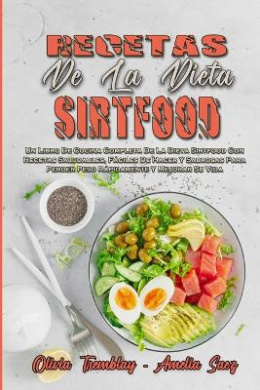 RECETAS
De La Dieta
SIRTFOOD
Un Libro De Cocina Completa De La Dieta Sirtfood Con
Recetas Saludables, Fáciles De Hacer Y Sabrosas Para
Perder Peso Rápidamente Y Mejorar Su Vida
Olivia Tremblay - Amelia Saez